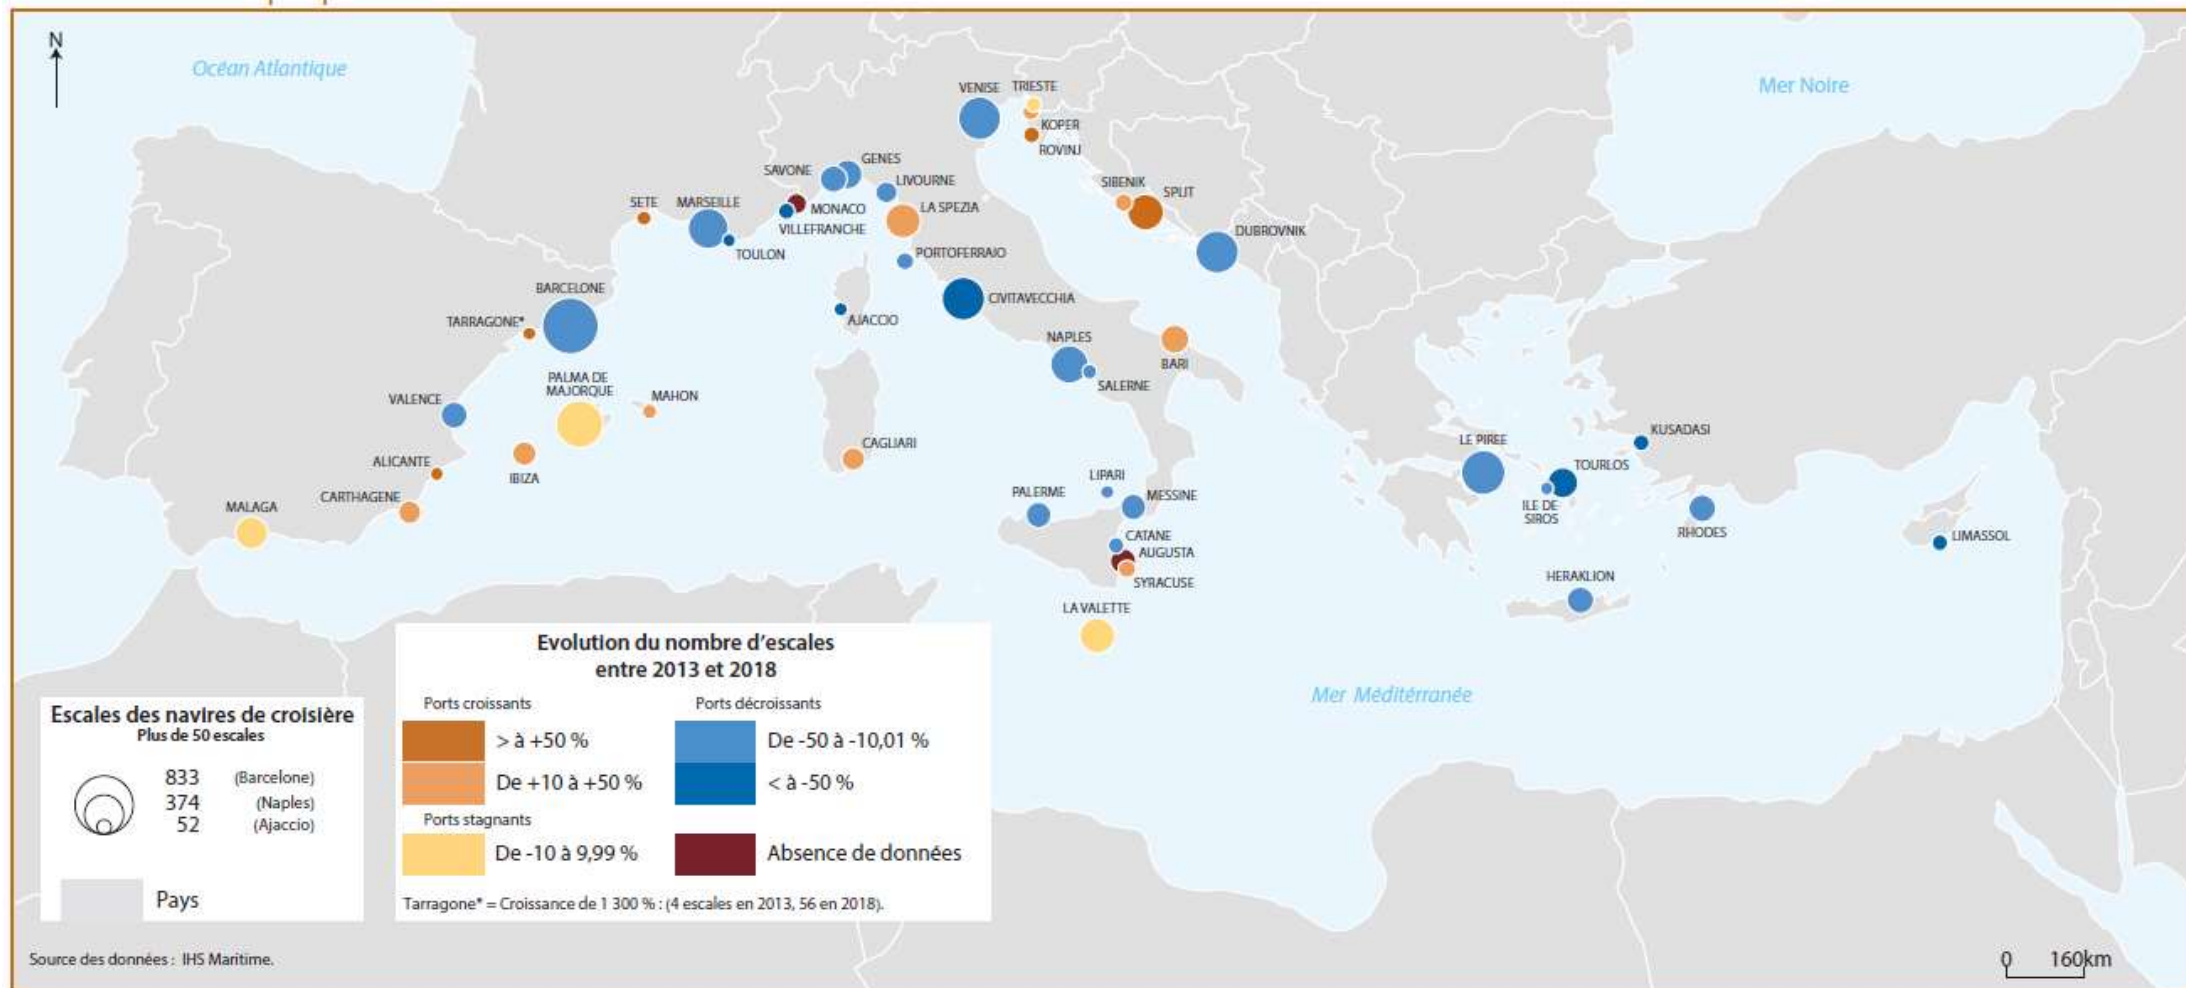 N
Océan Atlantique
Mer Noire
VENISE
TRIESTE
KOPER
ROVINJ
GENES
SAVONE
LIVOURNE
SIBENIK
SPLIT
SETE
MARSEILLE
MONACO
LA SPEZIA
VILLEFRANCHE
DUBROVNIK
TOULON
PORTOFERRAIO
BARCELONE
CIVITAVECCHIA
TARRAGONE*
AJACCIO
NAPLES
BARI
PALMA DE
MAJORQUE
SALERNE
VALENCE
MAHON
KUSADASI
CAGLIARI
LE PIREE
ALICANTE
TOURLOS
IBIZA
LIPARI
CARTHAGENE
PALERME
MESSINE
MALAGA
ILE DE
SIROS
RHODES
CATANE
LIMASSOL
AUGUSTA
SYRACUSE
HERAKLION
LA VALETTE
Mer Méditérranée
Evolution du nombre d'escales
entre 2013 et 2018
Ports croissants
Ports décroissants
> à +50 %
De -50 à -10,01 %
De +10 à +50 %
< à -50 %
Ports stagnants
De -10 à 9,99 %
Absence de données
Tarragone* = Croissance de 1 300 % : (4 escales en 2013, 56 en 2018).
Escales des navires de croisière
Plus de 50 escales
833 (Barcelone)
374 (Naples)
52 (Ajaccio)
Pays
Source des données : IHS Maritime.
0 160km